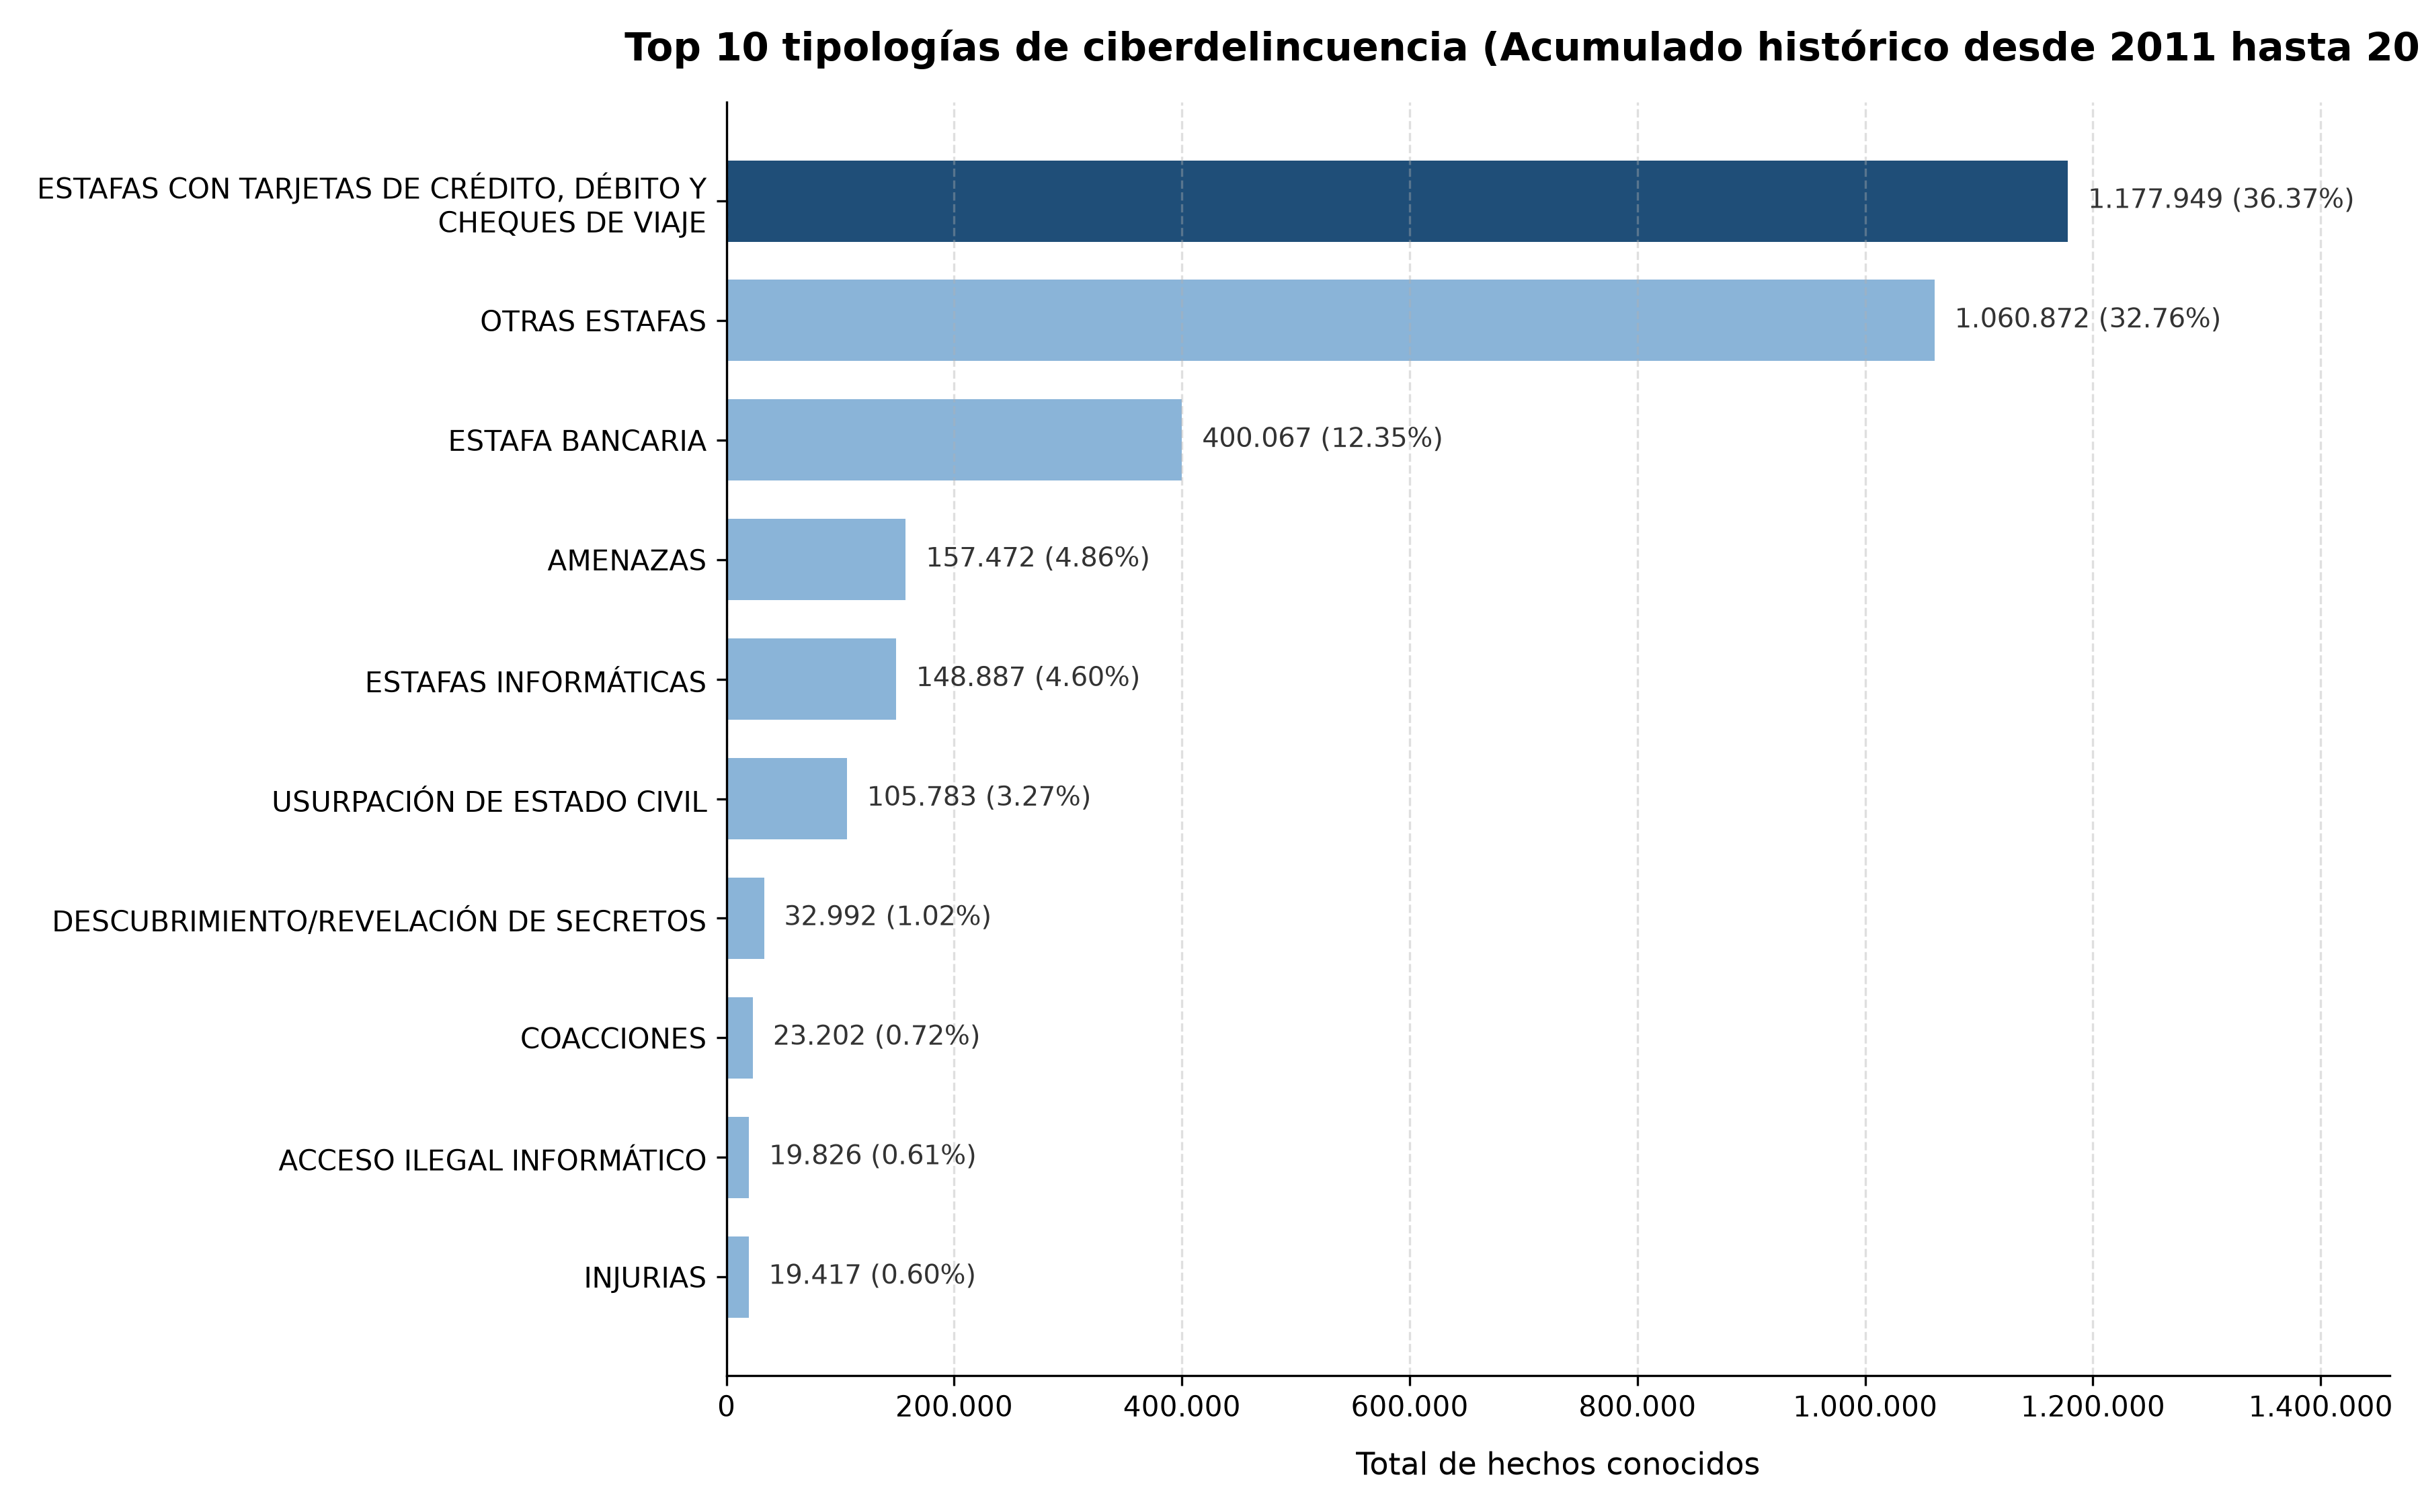 Top 10 tipologías de ciberdelincuencia (Acumulado histórico desde 2011 hasta 20
ESTAFAS CON TARJETAS DE CRÉDITO, DÉBITO Y
CHEQUES DE VIAJE
1.177.949 (36.37%)
OTRAS ESTAFAS
1.060.872 (32.76%)
ESTAFA BANCARIA
400.067 (12.35%)
AMENAZAS
157.472 (4.86%)
ESTAFAS INFORMÁTICAS
148.887 (4.60%)
USURPACIÓN DE ESTADO CIVIL
105.783 (3.27%)
DESCUBRIMIENTO/REVELACIÓN DE SECRETOS
32.992 (1.02%)
COACCIONES
23.202 (0.72%)
ACCESO ILEGAL INFORMÁTICO
19.826 (0.61%)
INJURIAS
19.417 (0.60%)
0 200.000 400.000 600.000 800.000 1.000.000 1.200.000 1.400.000
Total de hechos conocidos